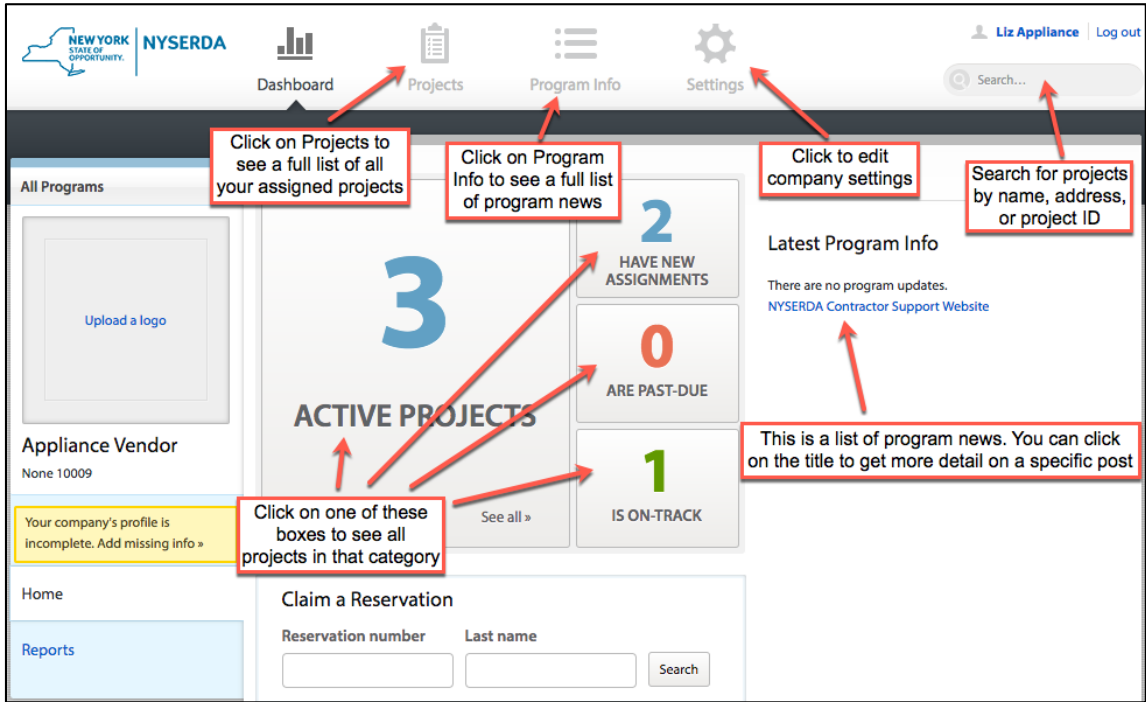 NEW YORK
STATE OF
OPPORTUNITY.
NYSERDA
Dashboard
Projects
Program Info
Settings
Liz Appliance
Log out
Search...
Click on Projects to
see a full list of all
your assigned projects
Click on Program
Info to see a full list
of program news
Click to edit
company settings
Search for projects
by name, address,
or project ID
All Programs
Upload a logo
Appliance Vendor
None 10009
Your company's profile is
incomplete. Add missing info »
Home
Reports
3
ACTIVE PROJECTS
See all »
2
HAVE NEW
ASSIGNMENTS
0
ARE PAST-DUE
1
IS ON-TRACK
Click on one of these
boxes to see all
projects in that category
Latest Program Info
There are no program updates.
NYSERDA Contractor Support Website
This is a list of program news. You can click
on the title to get more detail on a specific post
Claim a Reservation
Reservation number
Last name
Search